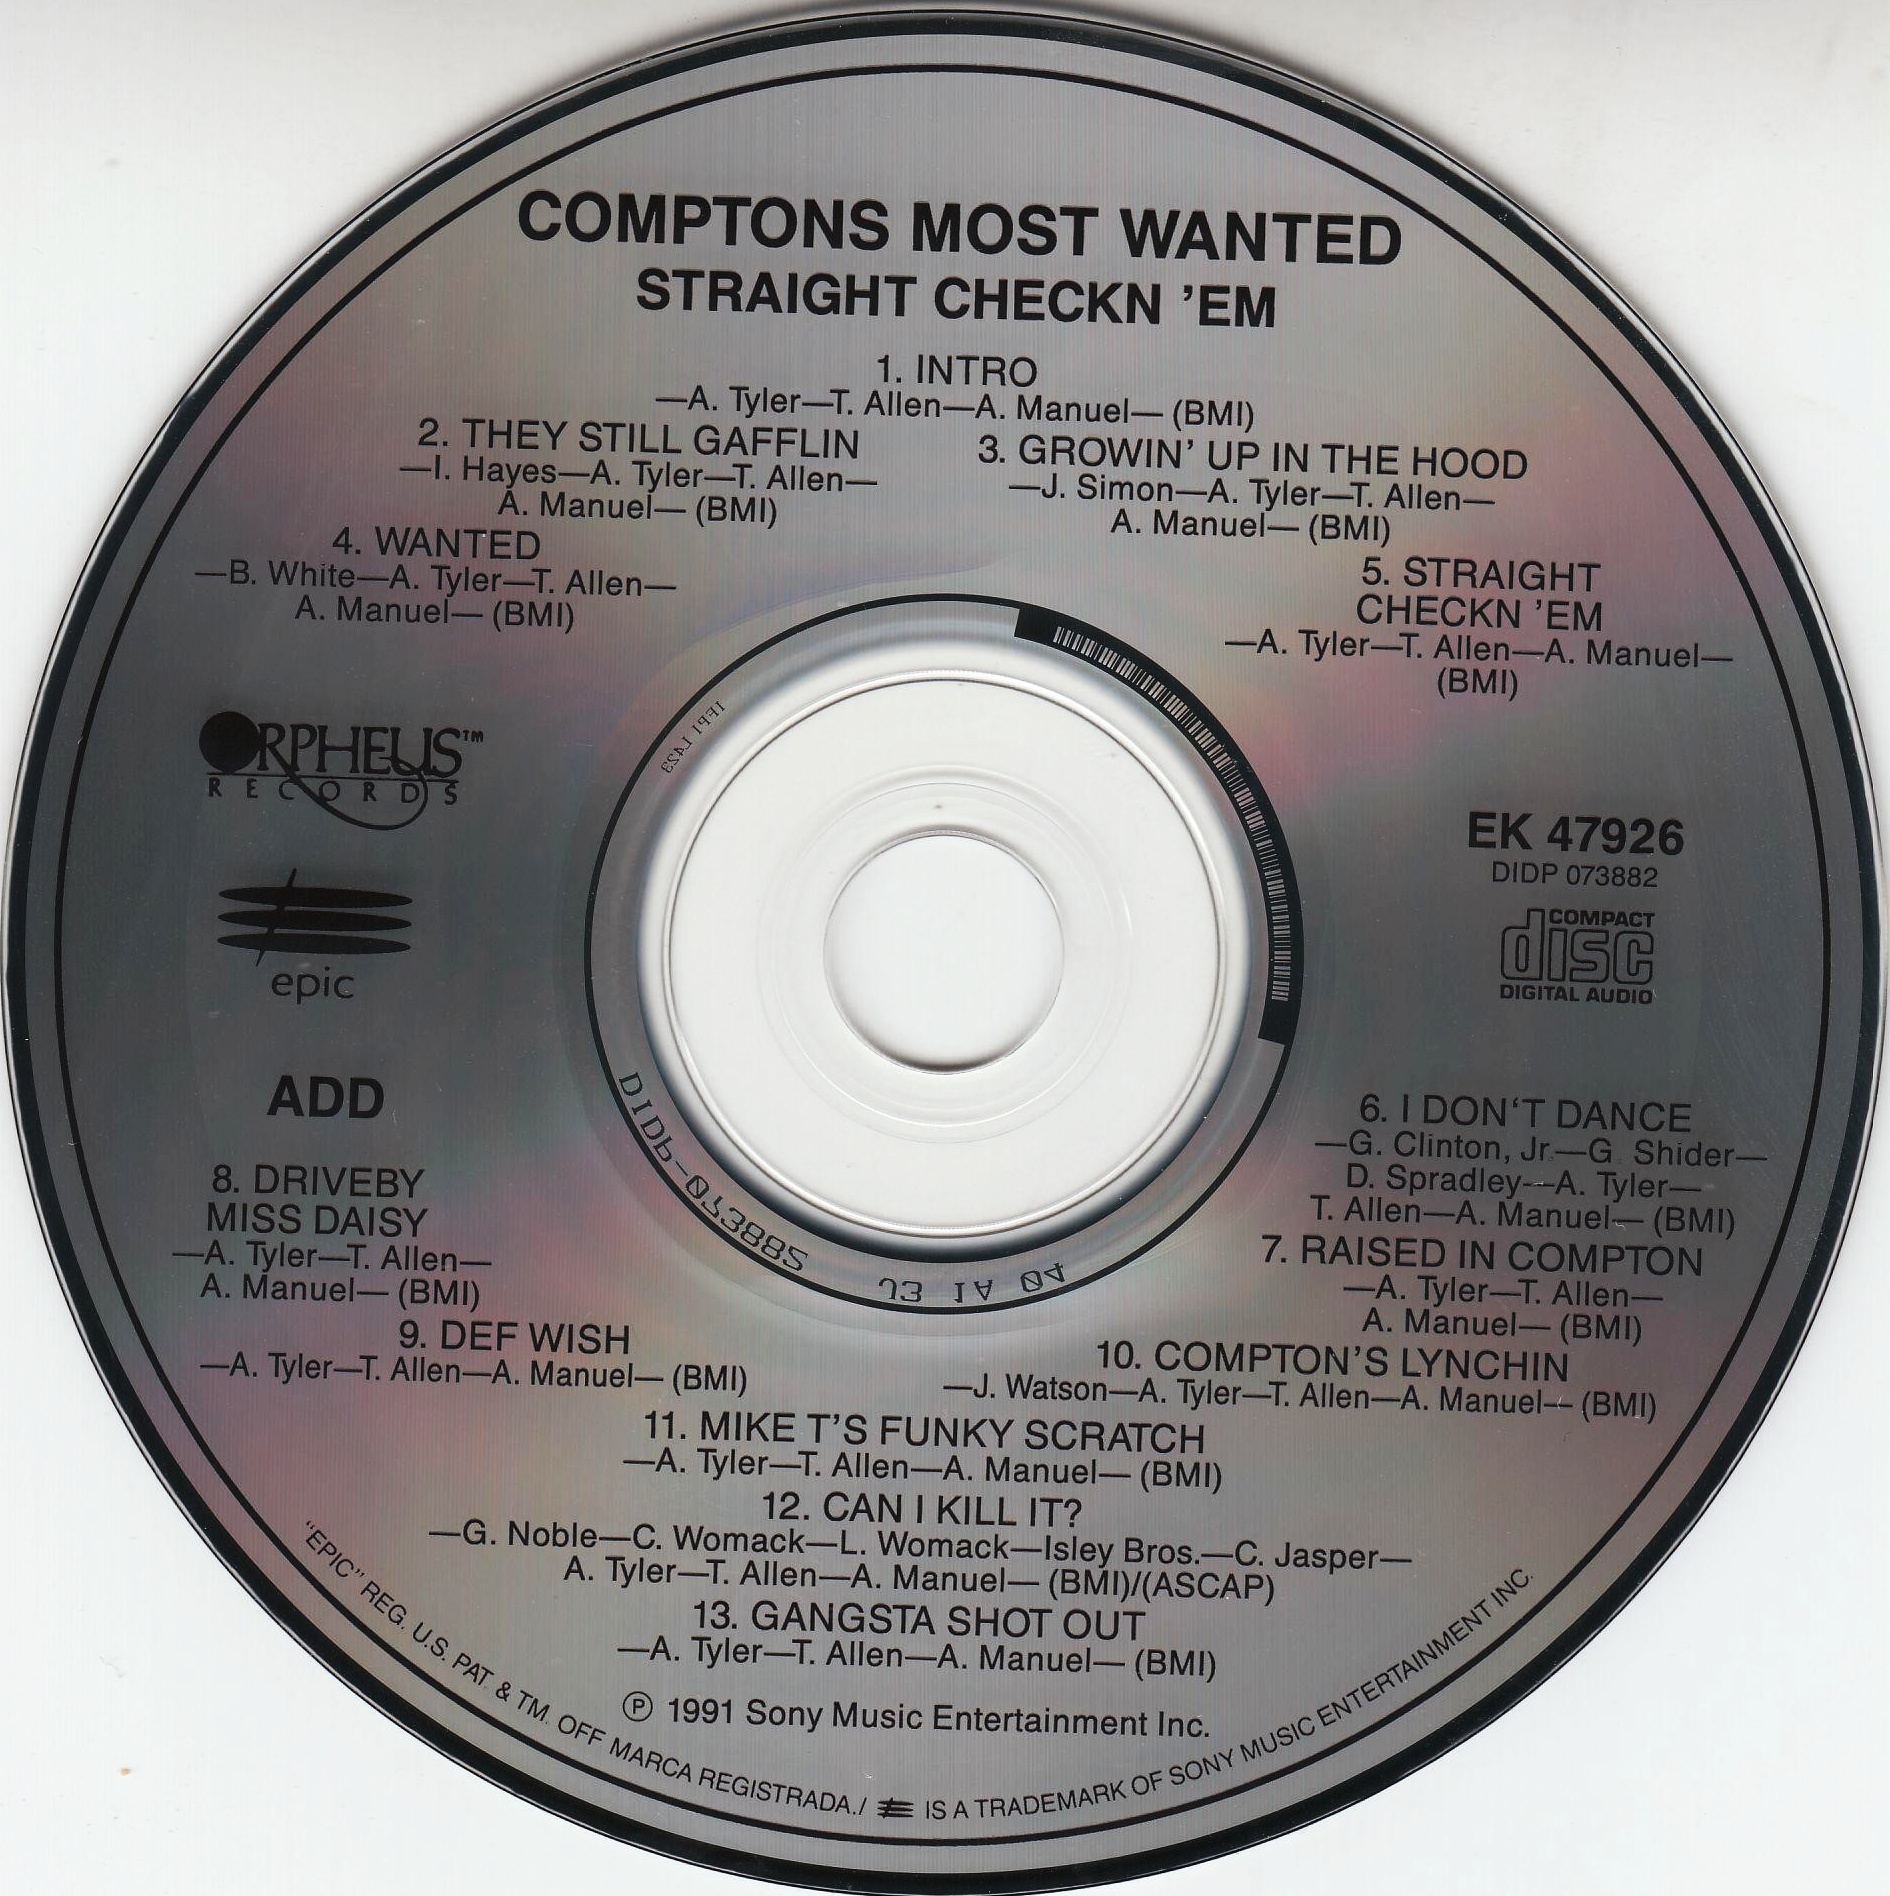 COMPTONS MOST WANTED
STRAIGHT CHECKN 'EM
1. INTRO
—A. Tyler—T. Allen—A. Manuel— (BMI)
2. THEY STILL GAFFLIN
—I. Hayes—A. Tyler—T. Allen—
A. Manuel— (BMI)
3. GROWIN' UP IN THE HOOD
—J. Simon—A. Tyler—T. Allen—
A. Manuel— (BMI)
4. WANTED
—B. White—A. Tyler—T. Allen—
A. Manuel— (BMI)
5. STRAIGHT
CHECKN 'EM
—A. Tyler—T. Allen—A. Manuel—
(BMI)
ORPHEUS™
RECORDS
epic
ADD
EK 47926
DIDP 073882
COMPACT
disc
DIGITAL AUDIO
IFPI L423
DIDP-073882 J3 1A 04
6. I DON'T DANCE
—G. Clinton, Jr.—G. Shider—
D. Spradley—A. Tyler—
T. Allen—A. Manuel— (BMI)
7. RAISED IN COMPTON
—A. Tyler—T. Allen—
A. Manuel— (BMI)
8. DRIVEBY
MISS DAISY
—A. Tyler—T. Allen—
A. Manuel— (BMI)
9. DEF WISH
—A. Tyler—T. Allen—A. Manuel— (BMI)
10. COMPTON'S LYNCHIN
—J. Watson—A. Tyler—T. Allen—A. Manuel— (BMI)
11. MIKE T'S FUNKY SCRATCH
—A. Tyler—T. Allen—A. Manuel— (BMI)
12. CAN I KILL IT?
—G. Noble—C. Womack—L. Womack—Isley Bros.—C. Jasper—
A. Tyler—T. Allen—A. Manuel— (BMI)/(ASCAP)
13. GANGSTA SHOT OUT
—A. Tyler—T. Allen—A. Manuel— (BMI)
℗ 1991 Sony Music Entertainment Inc.
"EPIC" REG. U.S. PAT. & TM. OFF MARCA REGISTRADA./ IS A TRADEMARK OF SONY MUSIC ENTERTAINMENT INC.